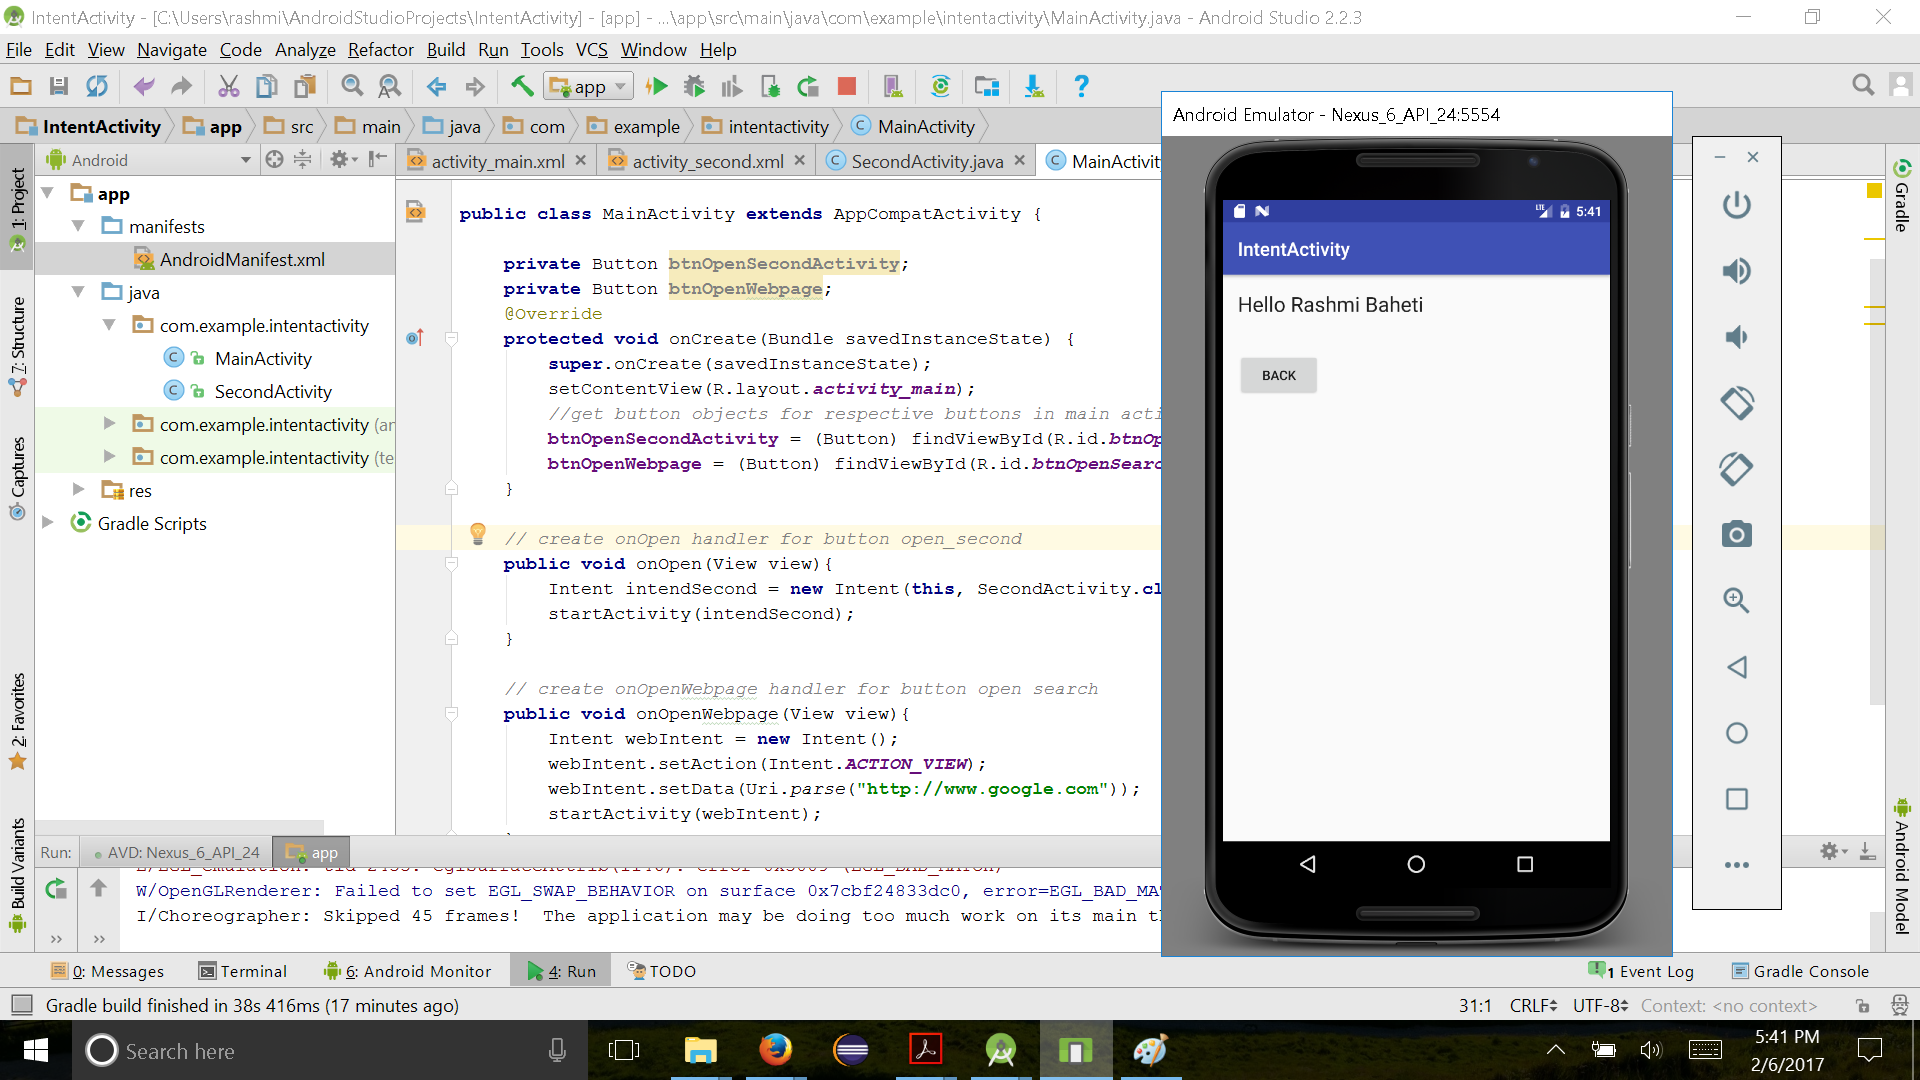 IntentActivity - [C:\Users\rashmi\AndroidStudioProjects\IntentActivity] - [app] - ...\app\src\main\java\com\example\intentactivity\MainActivity.java - Android Studio 2.2.3
File Edit View Navigate Code Analyze Refactor Build Run Tools VCS Window Help
app
IntentActivity app src main java com example intentactivity MainActivity
Android
activity_main.xml activity_second.xml SecondActivity.java MainActivit
1: Project
7: Structure
Captures
2: Favorites
Build Variants
app
manifests
AndroidManifest.xml
java
com.example.intentactivity
MainActivity
SecondActivity
com.example.intentactivity (an
com.example.intentactivity (te
res
Gradle Scripts
public class MainActivity extends AppCompatActivity {
private Button btnOpenSecondActivity;
private Button btnOpenWebpage;
@Override
protected void onCreate(Bundle savedInstanceState) {
super.onCreate(savedInstanceState);
setContentView(R.layout.activity_main);
//get button objects for respective buttons in main acti
btnOpenSecondActivity = (Button) findViewById(R.id.btnOp
btnOpenWebpage = (Button) findViewById(R.id.btnOpenSearc
}
// create onOpen handler for button open_second
public void onOpen(View view){
Intent intendSecond = new Intent(this, SecondActivity.cl
startActivity(intendSecond);
}
// create onOpenWebpage handler for button open search
public void onOpenWebpage(View view){
Intent webIntent = new Intent();
webIntent.setAction(Intent.ACTION_VIEW);
webIntent.setData(Uri.parse("http://www.google.com"));
startActivity(webIntent);
Android Emulator - Nexus_6_API_24:5554
LTE 5:41
IntentActivity
Hello Rashmi Baheti
BACK
Gradle
Android Model
Run: AVD: Nexus_6_API_24 app
W/OpenGLRenderer: Failed to set EGL_SWAP_BEHAVIOR on surface 0x7cbf24833dc0, error=EGL_BAD_MA
I/Choreographer: Skipped 45 frames! The application may be doing too much work on its main th
0: Messages Terminal 6: Android Monitor 4: Run TODO 1 Event Log Gradle Console
Gradle build finished in 38s 416ms (17 minutes ago) 31:1 CRLF UTF-8 Context: <no context>
Search here
5:41 PM
2/6/2017